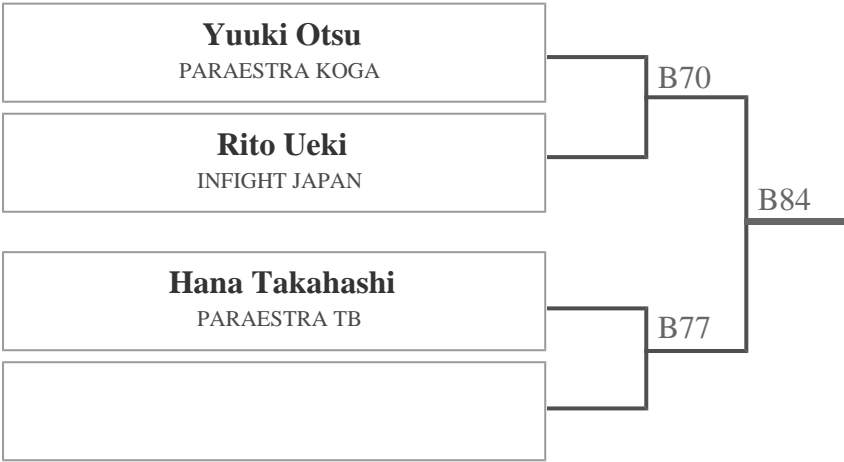 Yuuki Otsu
PARAESTRA KOGA
B70
Rito Ueki
INFIGHT JAPAN
B84
Hana Takahashi
PARAESTRA TB
B77